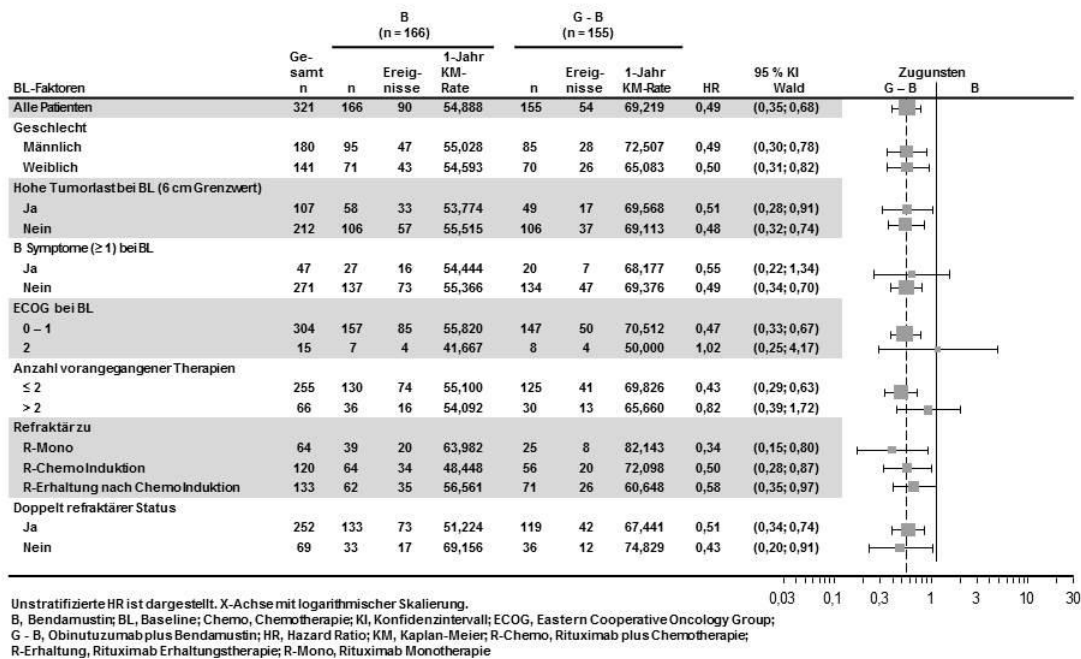 B G - B
(n = 166) (n = 155)
Ge- 1-Jahr
samt Ereig- KM- Ereig- 1-Jahr 95 % KI Zugunsten
BL-Faktoren n n nisse Rate n nisse KM-Rate HR Wald G – B B
Alle Patienten 321 166 90 54,888 155 54 69,219 0,49 (0,35; 0,68)
Geschlecht
Männlich 180 95 47 55,028 85 28 72,507 0,49 (0,30; 0,78)
Weiblich 141 71 43 54,593 70 26 65,083 0,50 (0,31; 0,82)
Hohe Tumorlast bei BL (6 cm Grenzwert)
Ja 107 58 33 53,774 49 17 69,568 0,51 (0,28; 0,91)
Nein 212 106 57 55,515 106 37 69,113 0,48 (0,32; 0,74)
B Symptome (≥ 1) bei BL
Ja 47 27 16 54,444 20 7 68,177 0,55 (0,22; 1,34)
Nein 271 137 73 55,366 134 47 69,376 0,49 (0,34; 0,70)
ECOG bei BL
0 – 1 304 157 85 55,820 147 50 70,512 0,47 (0,33; 0,67)
2 15 7 4 41,667 8 4 50,000 1,02 (0,25; 4,17)
Anzahl vorangegangener Therapien
≤ 2 255 130 74 55,100 125 41 69,826 0,43 (0,29; 0,63)
> 2 66 36 16 54,092 30 13 65,660 0,82 (0,39; 1,72)
Refraktär zu
R-Mono 64 39 20 63,982 25 8 82,143 0,34 (0,15; 0,80)
R-Chemo Induktion 120 64 34 48,448 56 20 72,098 0,50 (0,28; 0,87)
R-Erhaltung nach Chemo Induktion 133 62 35 56,561 71 26 60,648 0,58 (0,35; 0,97)
Doppelt refraktärer Status
Ja 252 133 73 51,224 119 42 67,441 0,51 (0,34; 0,74)
Nein 69 33 17 69,156 36 12 74,829 0,43 (0,20; 0,91)
0,03 0,1 0,3 1 3 10 30
Unstratifizierte HR ist dargestellt. X-Achse mit logarithmischer Skalierung.
B, Bendamustin; BL, Baseline; Chemo, Chemotherapie; KI, Konfidenzintervall; ECOG, Eastern Cooperative Oncology Group;
G - B, Obinutuzumab plus Bendamustin; HR, Hazard Ratio; KM, Kaplan-Meier; R-Chemo, Rituximab plus Chemotherapie;
R-Erhaltung, Rituximab Erhaltungstherapie; R-Mono, Rituximab Monotherapie